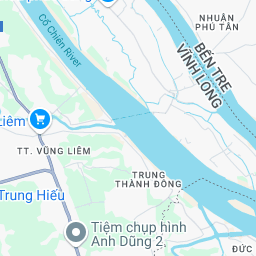 NHUẬN
PHÚ TÂN
Cổ Chiên River
BẾN TRE
VĨNH LONG
TT. VŨNG LIÊM
TRUNG
THÀNH ĐÔNG
Trung Hiếu
Tiệm chụp hình
Anh Dũng 2
ĐỨC